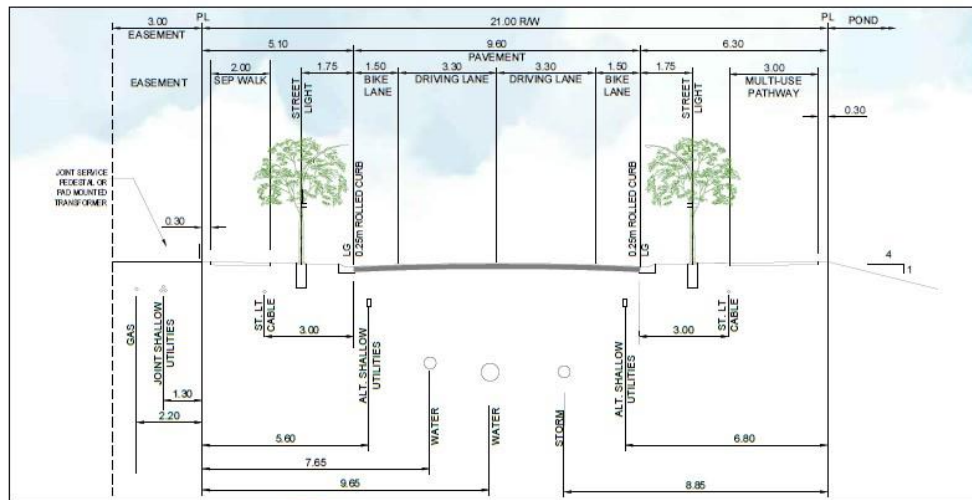 3.00
EASEMENT
PL
21.00 R/W
PL
POND
5.10
9.60
PAVEMENT
6.30
EASEMENT
2.00
SEP WALK
1.75
1.50
BIKE
LANE
3.30
DRIVING LANE
3.30
DRIVING LANE
1.50
BIKE
LANE
1.75
3.00
MULTI-USE
PATHWAY
STREET
LIGHT
STREET
LIGHT
0.30
JOINT SERVICE
PEDESTAL OR
PAD MOUNTED
TRANSFORMER
0.30
LG
0.25m ROLLED CURB
0.25m ROLLED CURB
LG
4
1
GAS
JOINT SHALLOW
UTILITIES
ST. LT
CABLE
3.00
ALT. SHALLOW
UTILITIES
ALT. SHALLOW
UTILITIES
3.00
ST. LT
CABLE
1.30
2.20
WATER
WATER
STORM
5.60
6.80
7.65
9.65
8.85